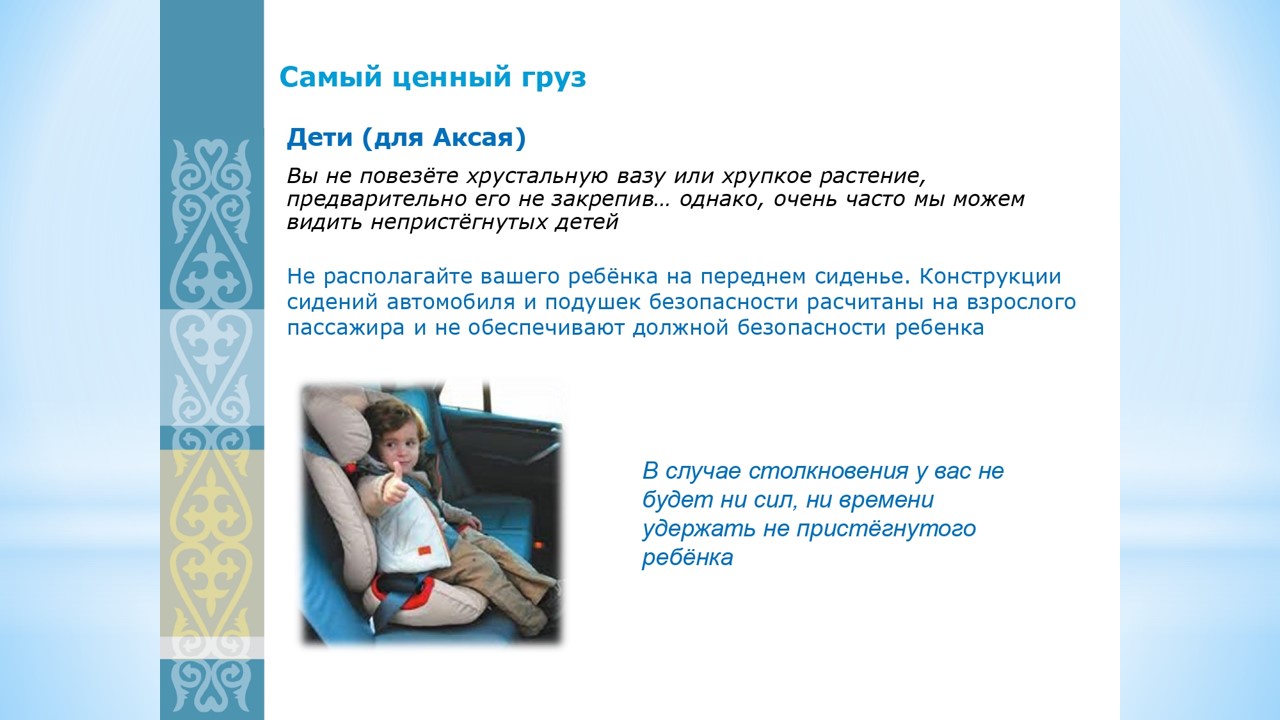 Самый ценный груз
Дети (для Аксая)
Вы не повезёте хрустальную вазу или хрупкое растение,
предварительно его не закрепив… однако, очень часто мы можем
видить непристёгнутых детей
Не располагайте вашего ребёнка на переднем сиденье. Конструкции
сидений автомобиля и подушек безопасности расчитаны на взрослого
пассажира и не обеспечивают должной безопасности ребенка
В случае столкновения у вас не
будет ни сил, ни времени
удержать не пристёгнутого
ребёнка